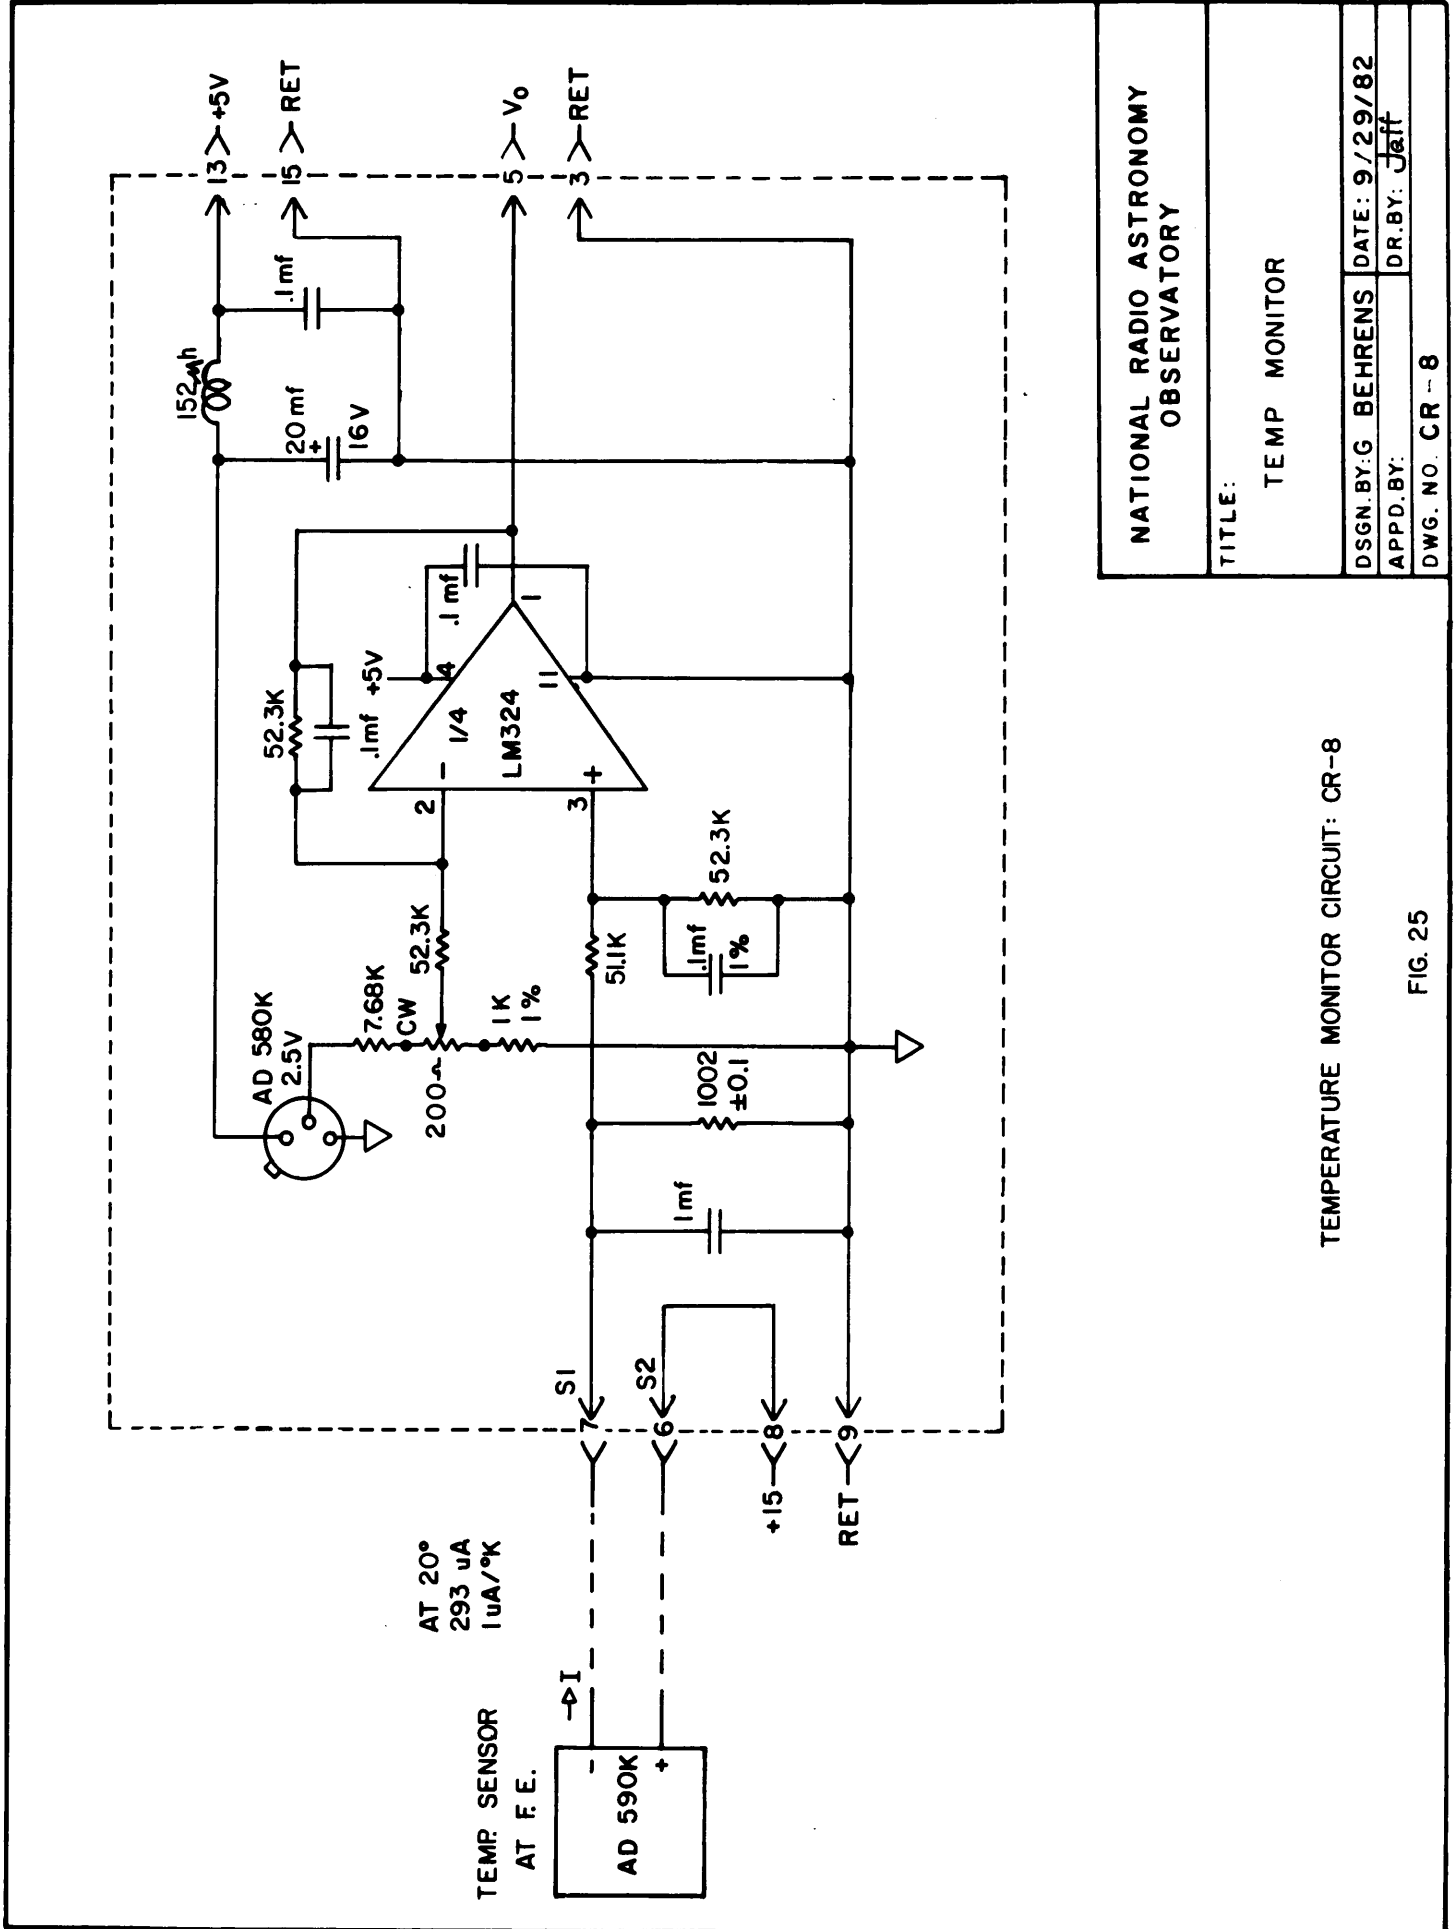 TEMP. SENSOR
AT F. E.
AD 590K
-
+
I
AT 20°
293 uA
1uA/°K
+15
RET
7
6
8
9
S1
S2
1mf
1002
±0.1
AD 580K
2.5V
7.68K
CW
200Ω
1K
1%
52.3K
51.1K
.1mf
1%
52.3K
52.3K
.1mf
2
3
-
+
1/4
LM324
+5V
4
11
1
.1mf
20mf
+
16V
.1mf
13
+5V
15
RET
5
V0
3
RET
NATIONAL RADIO ASTRONOMY
OBSERVATORY
TITLE:
TEMP MONITOR
DSGN. BY: G BEHRENS
DATE: 9/29/82
APPD. BY:
DR. BY:
DWG. NO. CR-8
TEMPERATURE MONITOR CIRCUIT: CR-8
FIG. 25